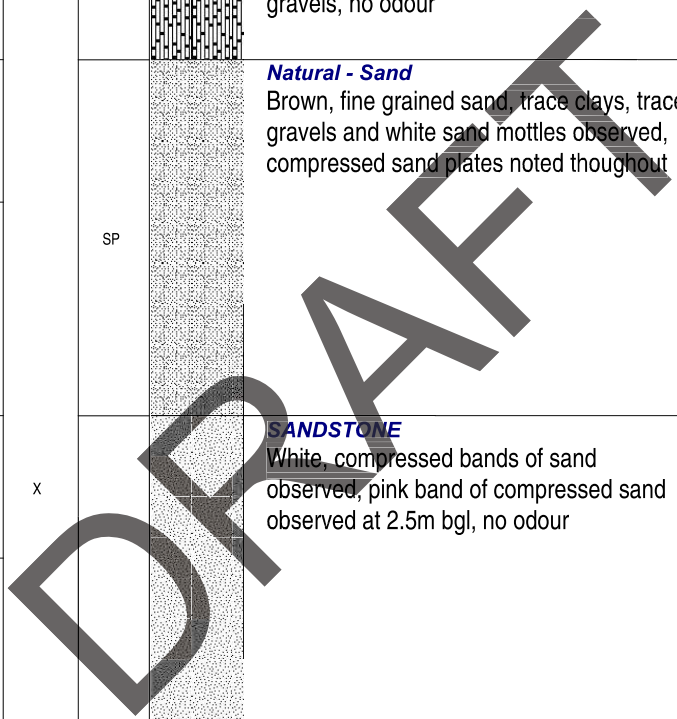 gravels, no odour
Natural - Sand
Brown, fine grained sand, trace clays, trace
gravels and white sand mottles observed,
compressed sand plates noted thoughout
SP
SANDSTONE
White, compressed bands of sand
X
observed, pink band of compressed sand
observed at 2.5m bgl, no odour
DRAFT